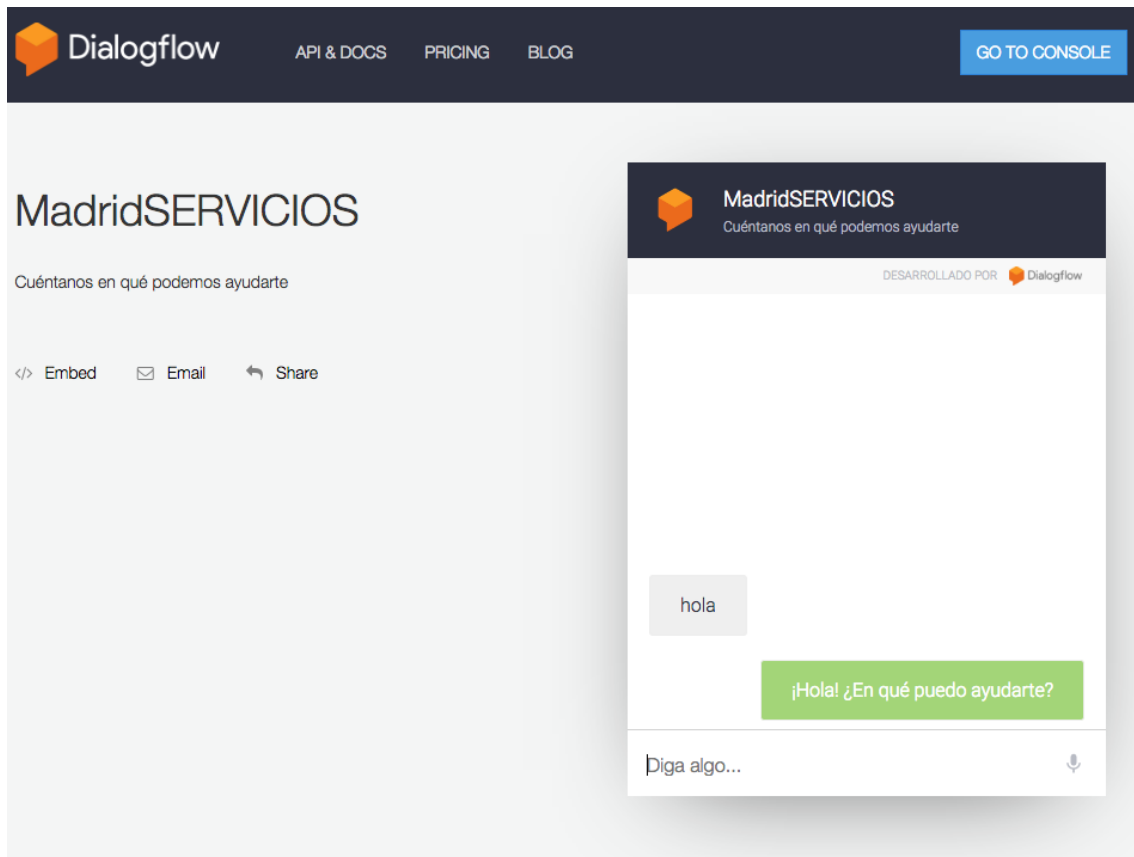 Dialogflow
API & DOCS PRICING BLOG
GO TO CONSOLE
MadridSERVICIOS
Cuéntanos en qué podemos ayudarte
</> Embed Email Share
MadridSERVICIOS
Cuéntanos en qué podemos ayudarte
DESARROLLADO POR Dialogflow
hola
¡Hola! ¿En qué puedo ayudarte?
Diga algo...